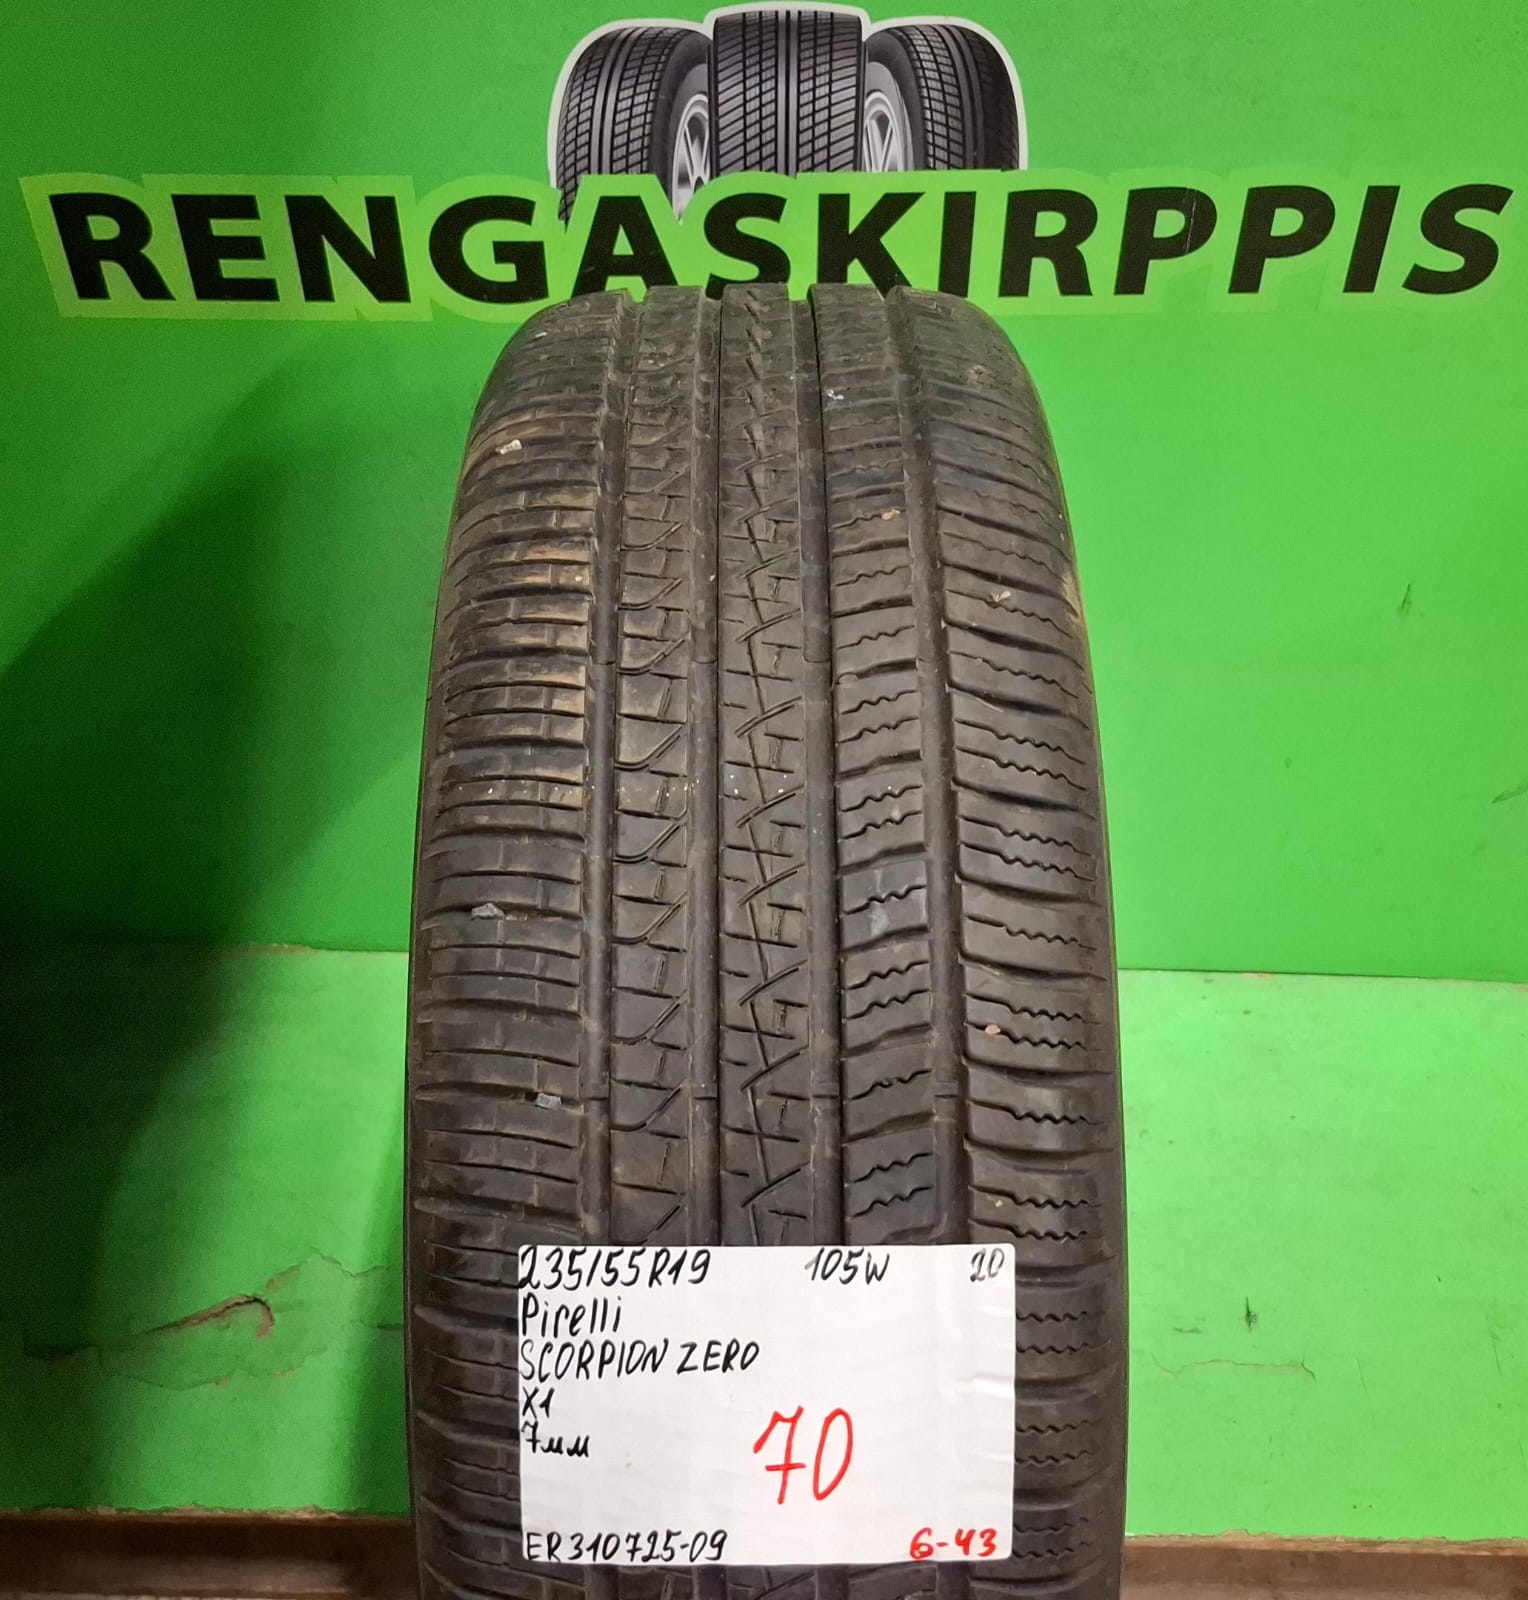 RENGASKIRPPIS
235/55R19 105W 20
Pirelli
SCORPION ZERO
X1
7мм
70
ER310725-09 6-43